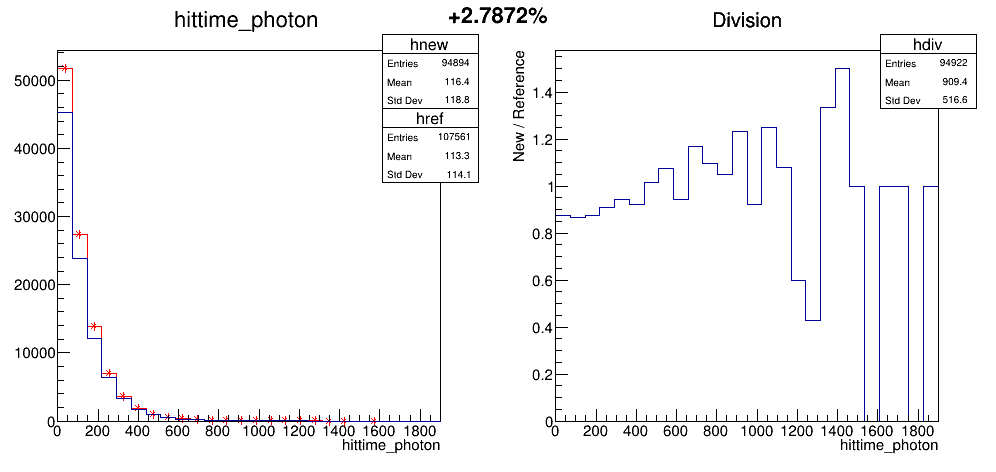 +2.7872%
hittime_photon
hnew
Entries 94894
Mean 116.4
Std Dev 118.8
href
Entries 107561
Mean 113.3
Std Dev 114.1
50000
40000
30000
20000
10000
0
0 200 400 600 800 1000 1200 1400 1600 1800
hittime_photon
Division
hdiv
Entries 94922
Mean 909.4
Std Dev 516.6
New / Reference
1.4
1.2
1
0.8
0.6
0.4
0.2
0
0 200 400 600 800 1000 1200 1400 1600 1800
hittime_photon